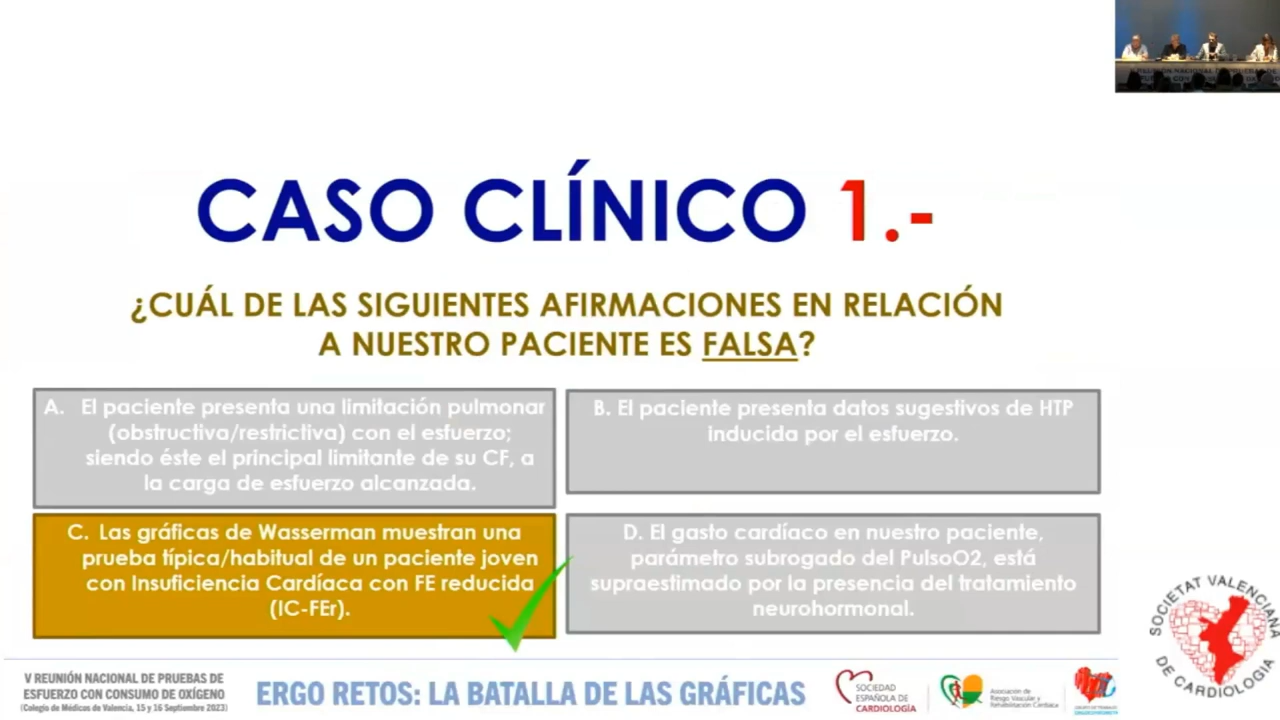 CASO CLÍNICO 1.-
¿CUÁL DE LAS SIGUIENTES AFIRMACIONES EN RELACIÓN
A NUESTRO PACIENTE ES FALSA?
A. El paciente presenta una limitación pulmonar
(obstructiva/restrictiva) con el esfuerzo;
siendo éste el principal limitante de su CF, a
la carga de esfuerzo alcanzada.
B. El paciente presenta datos sugestivos de HTP
inducida por el esfuerzo.
C. Las gráficas de Wasserman muestran una
prueba típica/habitual de un paciente joven
con Insuficiencia Cardíaca con FE reducida
(IC-FEr).
D. El gasto cardíaco en nuestro paciente,
parámetro subrogado del PulsoO2, está
supraestimado por la presencia del tratamiento
neurohormonal.
V REUNIÓN NACIONAL DE PRUEBAS DE
ESFUERZO CON CONSUMO DE OXÍGENO
(Colegio de Médicos de Valencia, 15 y 16 Septiembre 2023)
ERGO RETOS: LA BATALLA DE LAS GRÁFICAS
SOCIEDAD
ESPAÑOLA DE
CARDIOLOGÍA
Asociación de
Riesgo Vascular y
Rehabilitación Cardíaca
SOCIETAT VALENCIANA
DE CARDIOLOGIA